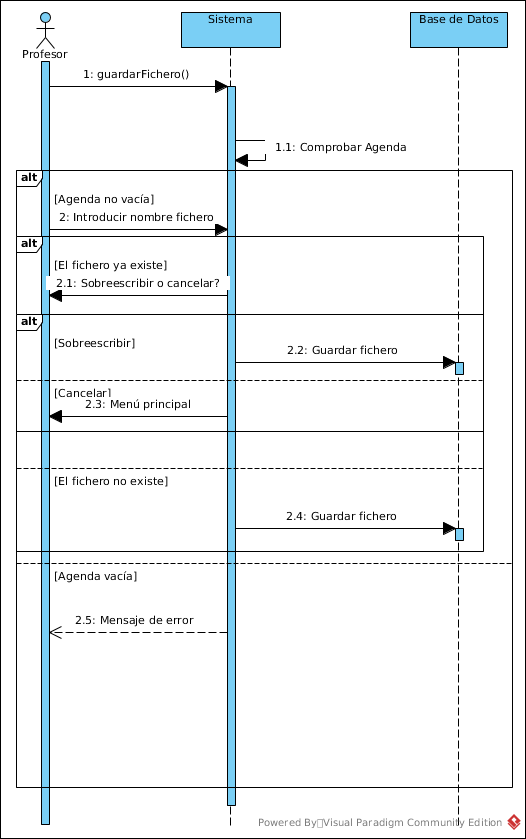 Sistema
Base de Datos
Profesor
1: guardarFichero()
1.1: Comprobar Agenda
alt
[Agenda no vacía]
2: Introducir nombre fichero
alt
[El fichero ya existe]
2.1: Sobreescribir o cancelar?
alt
[Sobreescribir]
2.2: Guardar fichero
[Cancelar]
2.3: Menú principal
[El fichero no existe]
2.4: Guardar fichero
[Agenda vacía]
2.5: Mensaje de error
Powered By Visual Paradigm Community Edition